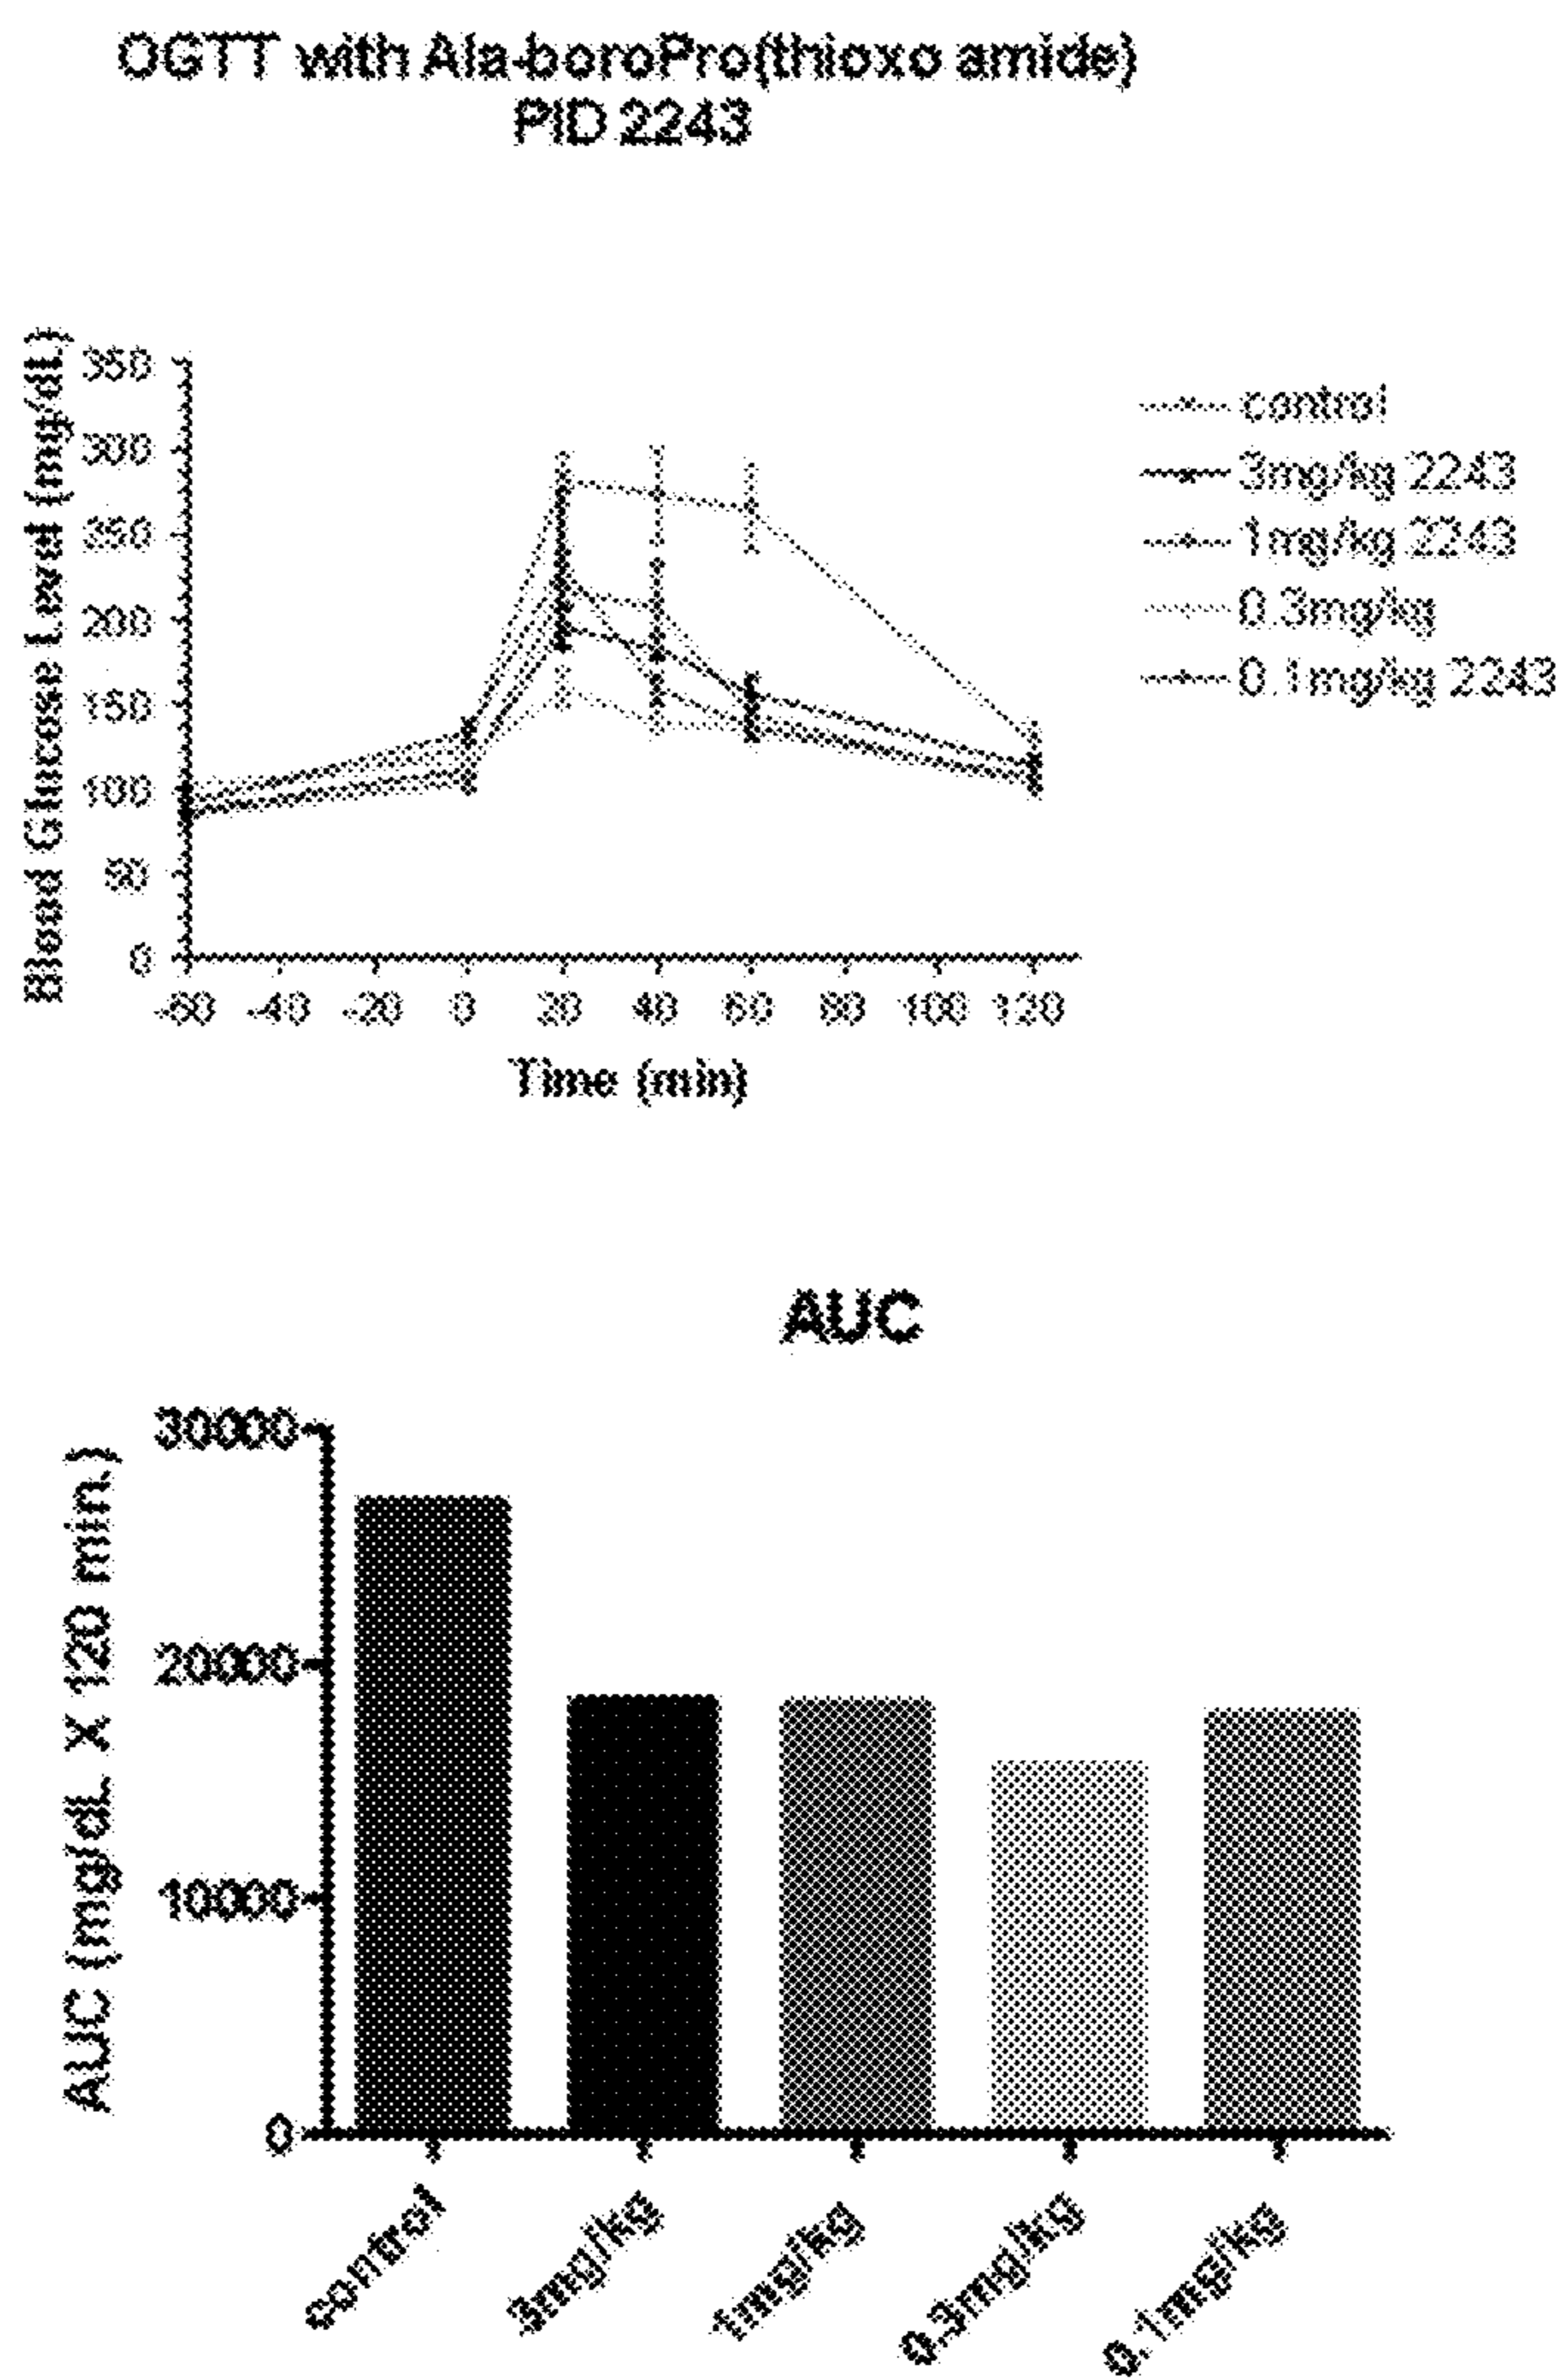 OGTT with Ala-boroPro(thioxo amide)
PID 2243
Blood Glucose Level (mg/dL)
350
300
250
200
150
100
50
0
-60 -40 -20 0 20 40 60 80 100 120
Time (min)
control
3mg/kg 2243
1mg/kg 2243
0.3mg/kg
0.1mg/kg 2243
AUC
AUC (mg/dL X 120 min.)
30000
20000
10000
0
control 3mg/kg 1mg/kg 0.3mg/kg 0.1mg/kg